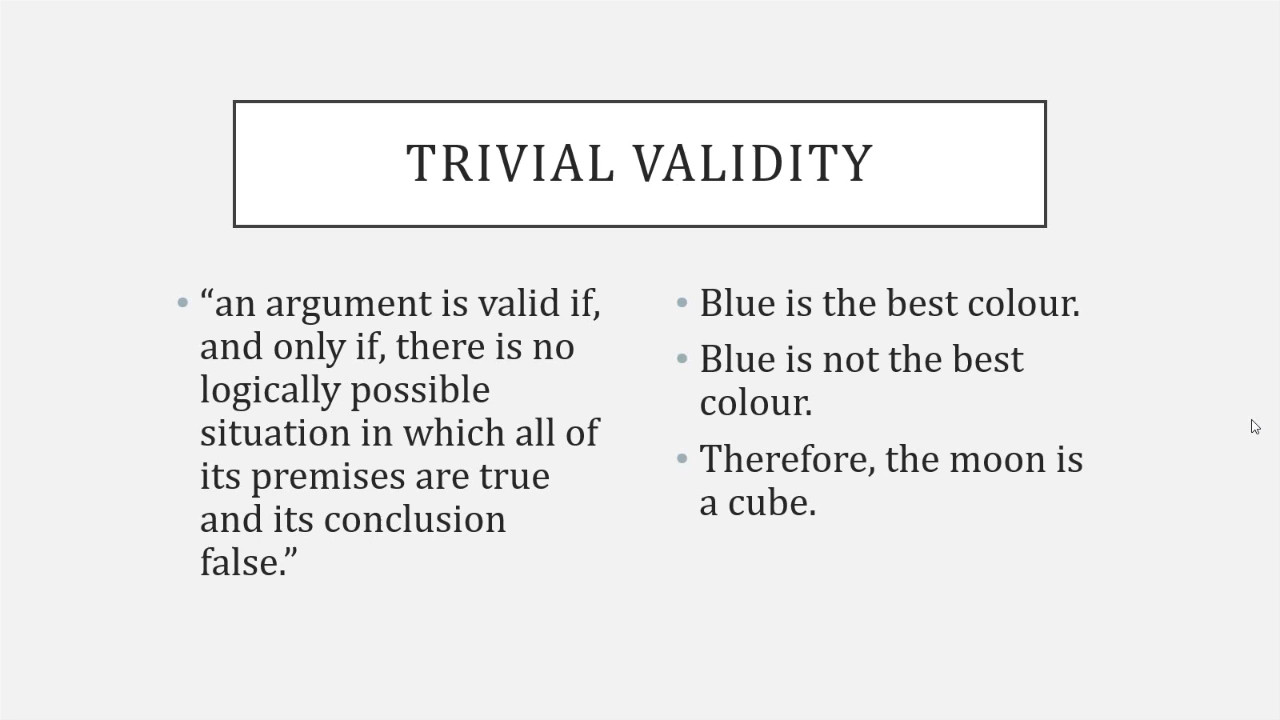 TRIVIAL VALIDITY
• “an argument is valid if,
and only if, there is no
logically possible
situation in which all of
its premises are true
and its conclusion
false.”
• Blue is the best colour.
• Blue is not the best
colour.
• Therefore, the moon is
a cube.